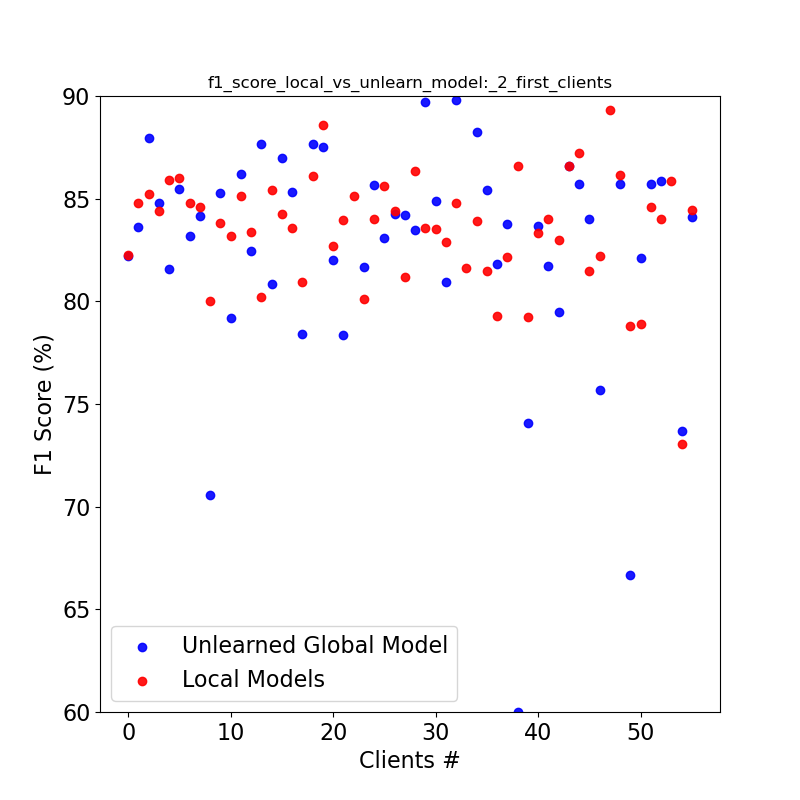 f1_score_local_vs_unlearn_model:_2_first_clients
90
85
80
75
70
65
60
F1 Score (%)
Unlearned Global Model
Local Models
0 10 20 30 40 50
Clients #